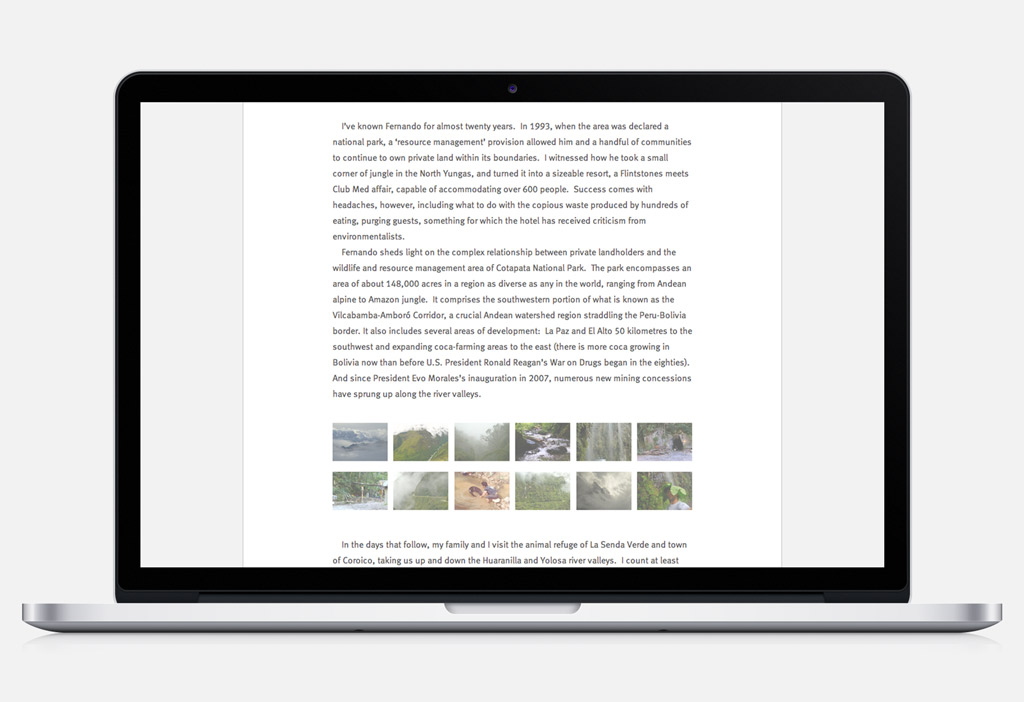 I've known Fernando for almost twenty years.  In 1993, when the area was declared a
national park, a 'resource management' provision allowed him and a handful of communities
to continue to own private land within its boundaries.  I witnessed how he took a small
corner of jungle in the North Yungas, and turned it into a sizeable resort, a Flintstones meets
Club Med affair, capable of accommodating over 600 people.  Success comes with
headaches, however, including what to do with the copious waste produced by hundreds of
eating, purging guests, something for which the hotel has received criticism from
environmentalists.
Fernando sheds light on the complex relationship between private landholders and the
wildlife and resource management area of Cotapata National Park.  The park encompasses an
area of about 148,000 acres in a region as diverse as any in the world, ranging from Andean
alpine to Amazon jungle.  It comprises the southwestern portion of what is known as the
Vilcabamba-Amboró Corridor, a crucial Andean watershed region straddling the Peru-Bolivia
border. It also includes several areas of development:  La Paz and El Alto 50 kilometres to the
southwest and expanding coca-farming areas to the east (there is more coca growing in
Bolivia now than before U.S. President Ronald Reagan's War on Drugs began in the eighties).
And since President Evo Morales's inauguration in 2007, numerous new mining concessions
have sprung up along the river valleys.
In the days that follow, my family and I visit the animal refuge of La Senda Verde and town
of Coroico, taking us up and down the Huaranilla and Yolosa river valleys.  I count at least